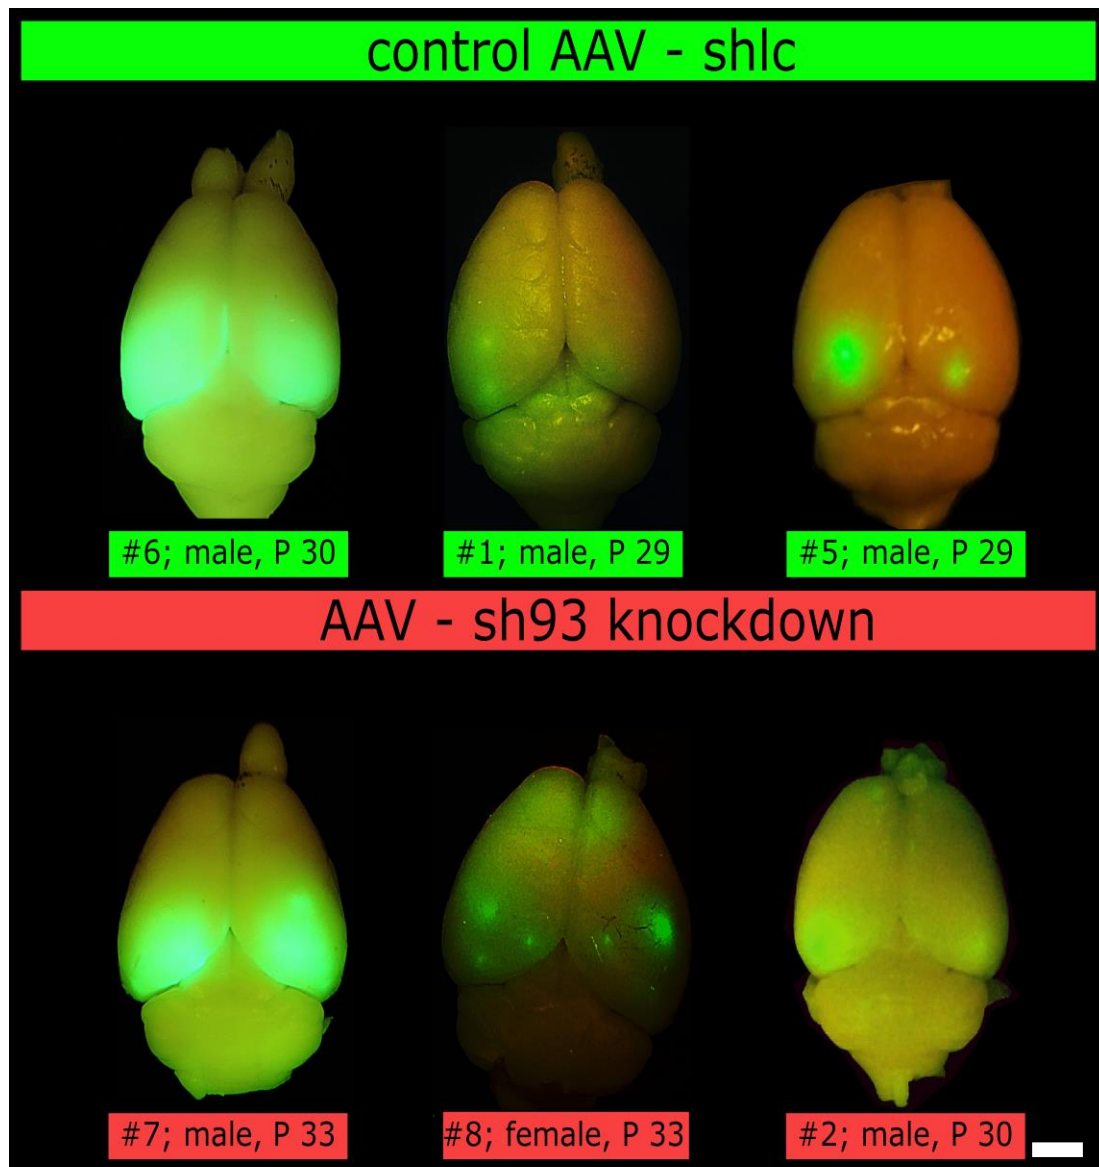 control AAV - shlc
#6; male, P 30
#1; male, P 29
#5; male, P 29
AAV - sh93 knockdown
#7; male, P 33
#8; female, P 33
#2; male, P 30